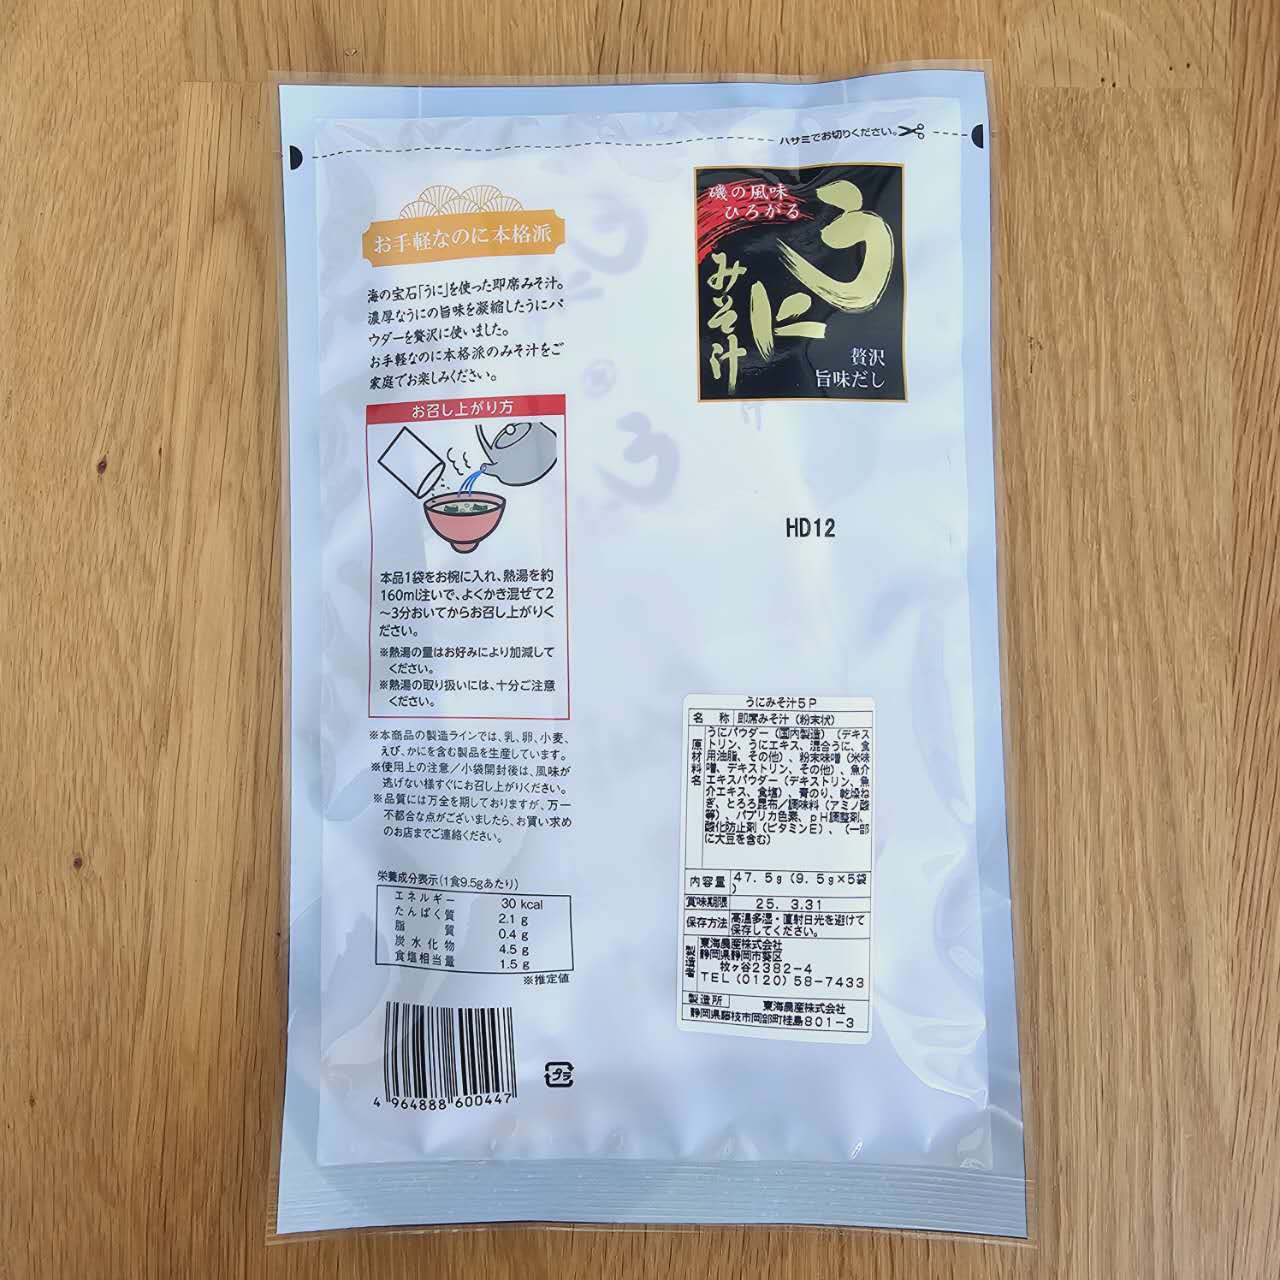 ハサミでお切りください。
お手軽なのに本格派
海の宝石「うに」を使った即席みそ汁。
濃厚なうにの旨味を凝縮したうにパ
ウダーを贅沢に使いました。
お手軽なのに本格派のみそ汁をご
家庭でお楽しみください。
お召し上がり方
本品1袋をお椀に入れ、熱湯を約
160ml注いで、よくかき混ぜて2
～3分おいてからお召し上がりく
ださい。
※熱湯の量はお好みにより加減して
ください。
※熱湯の取り扱いには、十分ご注意
ください。
※本商品の製造ラインでは、乳、卵、小麦、
えび、かにを含む製品を生産しています。
※使用上の注意／小袋開封後は、風味が
逃げない様すぐにお召し上がりください。
※品質には万全を期しておりますが、万一
不都合な点がございましたら、お買い求め
のお店までご連絡ください。
栄養成分表示(1食9.5gあたり)
エネルギー 30 kcal
たんぱく質 2.1 g
脂質 0.4 g
炭水化物 4.5 g
食塩相当量 1.5 g
※推定値
4 964888 600447
プラ
磯の風味
ひろがる
うに
みそ汁
贅沢
旨味だし
HD12
うにみそ汁5P
名称 即席みそ汁（粉末状）
原材料名 うにパウダー（国内製造）（デキス
トリン、うにエキス、混合うに、食
用油脂、その他）、粉末味噌（米味
噌、デキストリン、その他）、魚介
エキスパウダー（デキストリン、魚
介エキス、食塩）、青のり、乾燥ね
ぎ、とろろ昆布／調味料（アミノ酸
等）、パプリカ色素、pH調整剤、
酸化防止剤（ビタミンE）、（一部
に大豆を含む）
内容量 47.5g（9.5g×5袋
）
賞味期限 25. 3.31
保存方法 高温多湿・直射日光を避けて
保存してください。
製造者 東海農産株式会社
静岡県静岡市葵区
牧ヶ谷2382-4
TEL（0120）58-7433
製造所 東海農産株式会社
静岡県藤枝市岡部町桂島801-3